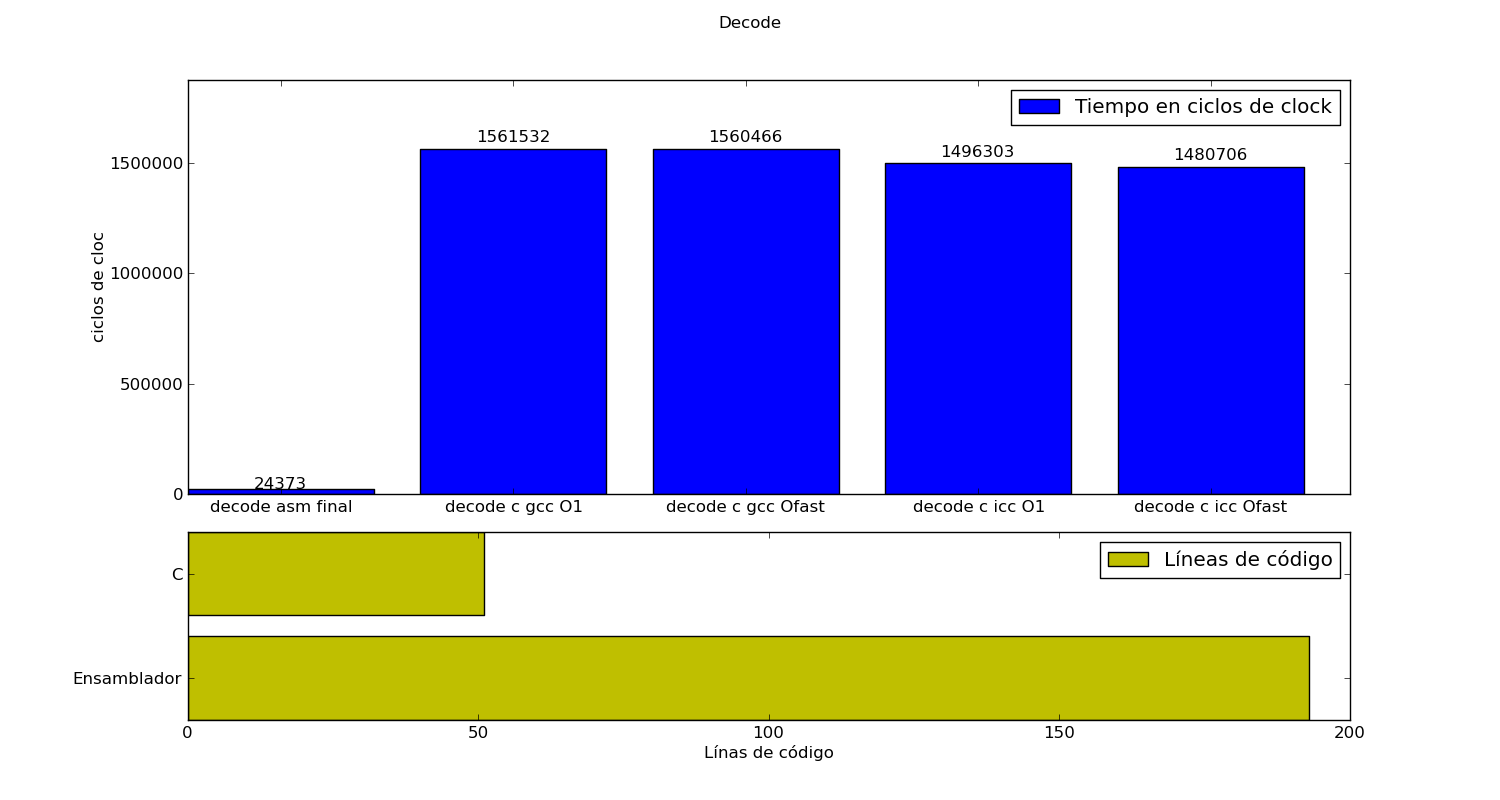 Decode
Tiempo en ciclos de clock
1561532
1560466
1496303
1480706
24373
ciclos de cloc
1500000
1000000
500000
0
decode asm final
decode c gcc O1
decode c gcc Ofast
decode c icc O1
decode c icc Ofast
Líneas de código
C
Ensamblador
0
50
100
150
200
Línas de código